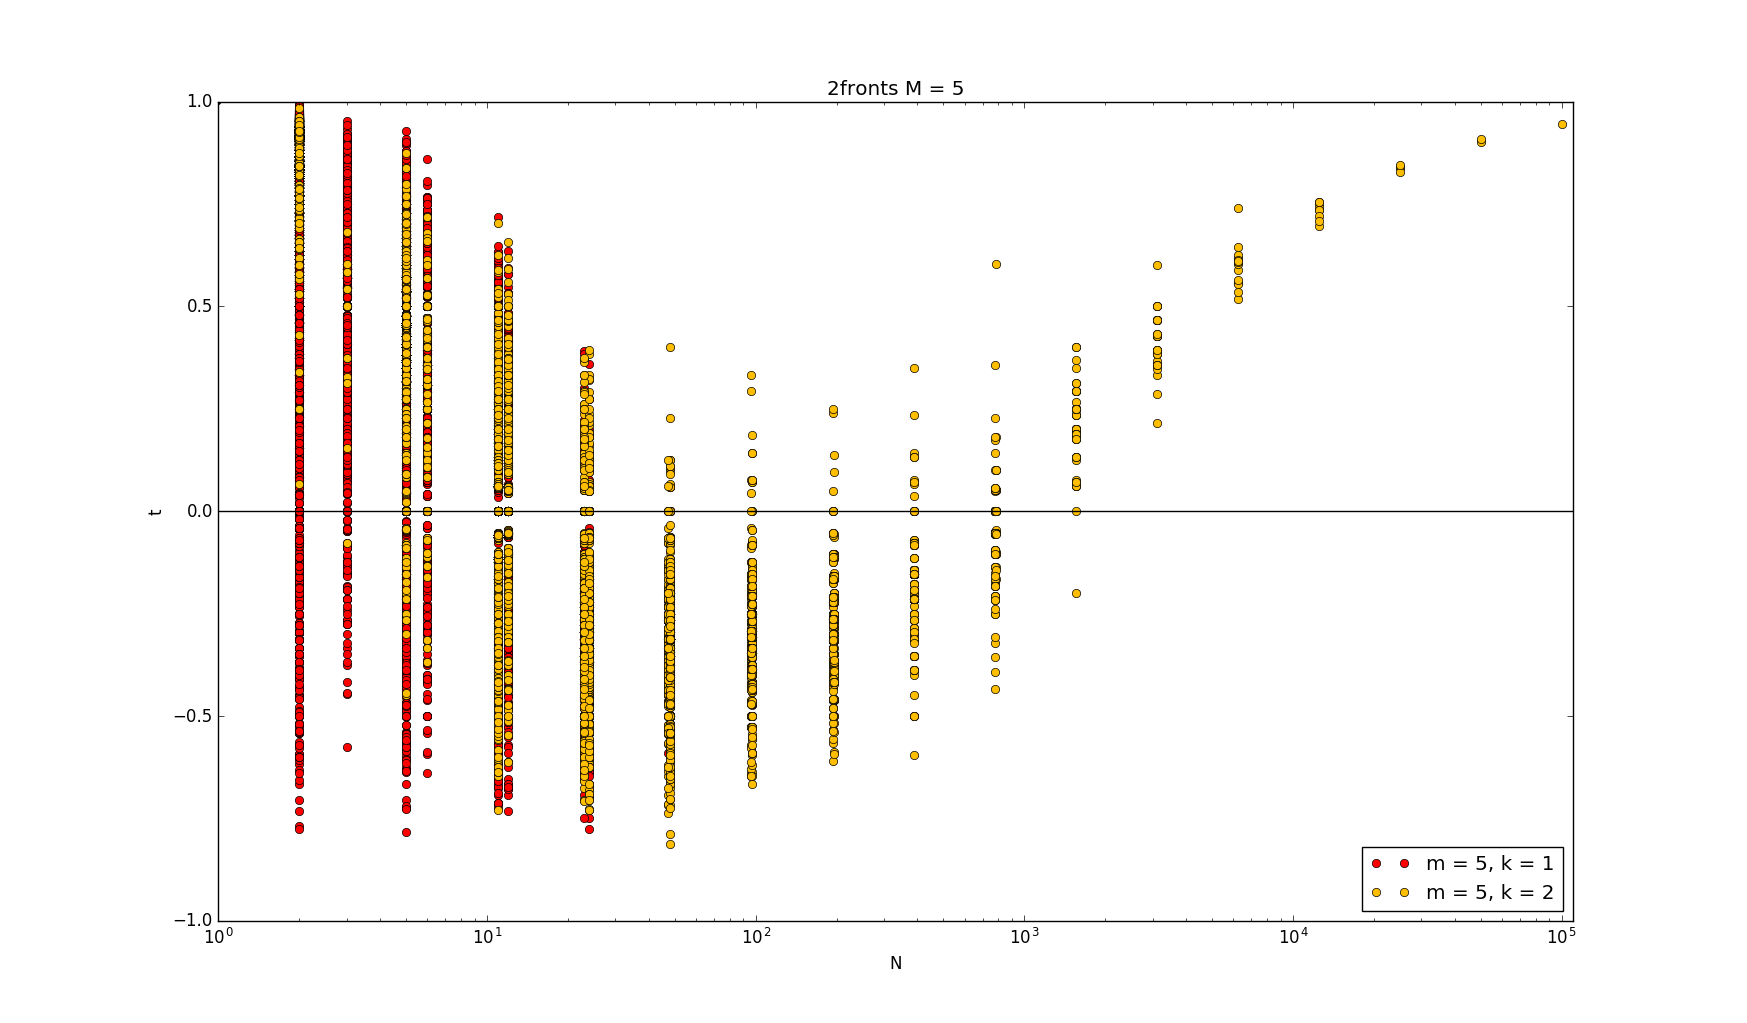 2fronts M = 5
1.0
0.5
0.0
−0.5
−1.0
t
10^0
10^1
10^2
10^3
10^4
10^5
N
m = 5, k = 1
m = 5, k = 2